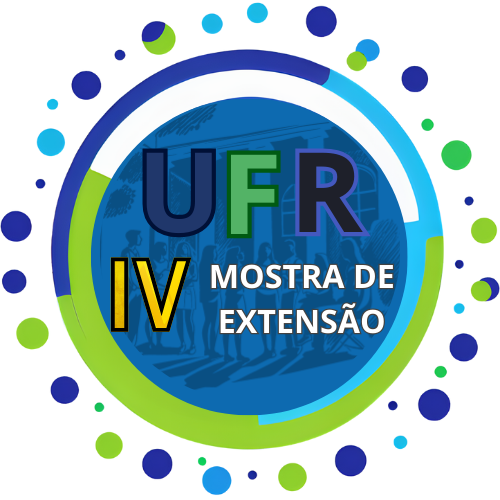 UFR
IV MOSTRA DE
EXTENSÃO